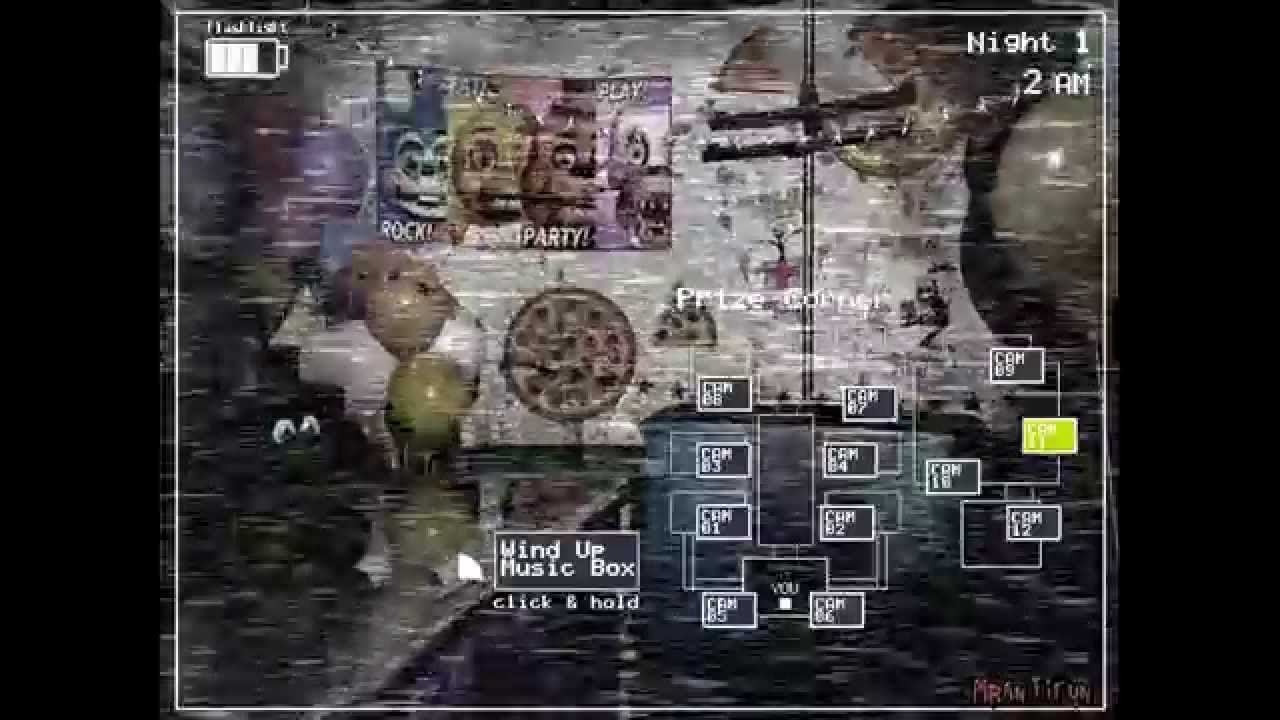 flashlight
Night 1
2 AM
PLAY!
ROCK!
PARTY!
Prize Corner
CAM
09
CAM
08
CAM
07
CAM
11
CAM
03
CAM
04
CAM
10
CAM
01
CAM
02
CAM
12
Wind Up
Music Box
click & hold
YOU
CAM
05
CAM
06